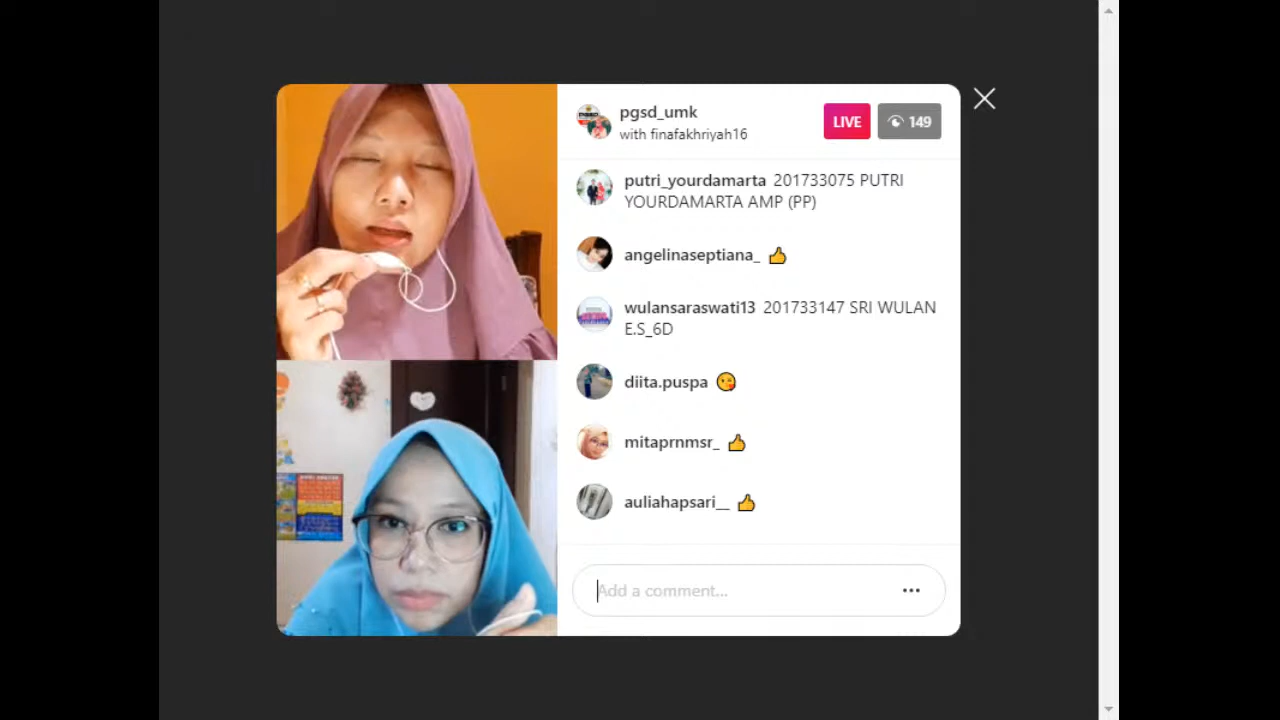 pgsd_umk
with finafakhriyah16
LIVE
149
putri_yourdamarta 201733075 PUTRI
YOURDAMARTA AMP (PP)
angelinaseptiana_ 👍
wulansaraswati13 201733147 SRI WULAN
E.S_6D
diita.puspa 😘
mitaprnmsr_ 👍
auliahapsari__ 👍
Add a comment...